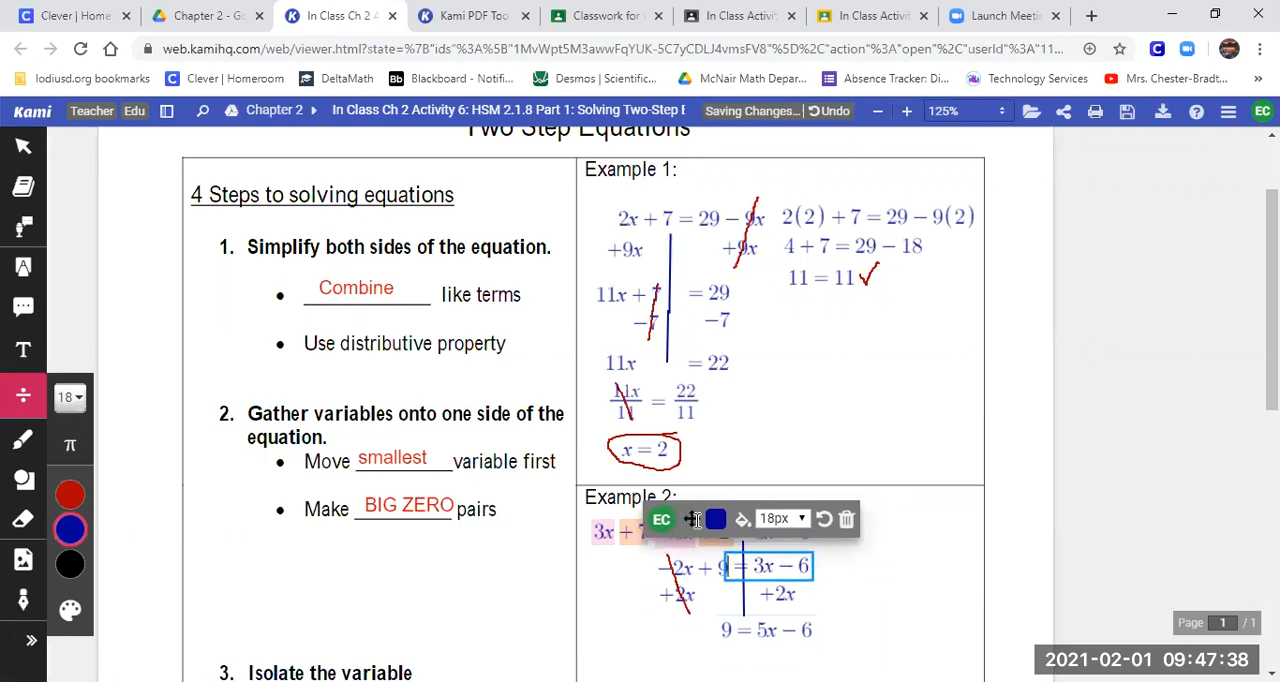 Clever | Home
Chapter 2 - G
In Class Ch 2 A
Kami PDF Too
Classwork for
In Class Activi
In Class Activi
Launch Meeti
web.kamihq.com/web/viewer.html?state=%7B"ids"%3A%5B"1MvWpt5M3awwFqYUK-5C7yCDLJ4vmsFV8"%5D%2C"action"%3A"open"%2C"userId"%3A"11...
lodiusd.org bookmarks
Clever | Homeroom
DeltaMath
Bb Blackboard - Notifi...
Desmos | Scientific...
McNair Math Depar...
Absence Tracker: Di...
Technology Services
Mrs. Chester-Bradt...
»
Kami Teacher Edu Chapter 2 In Class Ch 2 Activity 6: HSM 2.1.8 Part 1: Solving Two-Step E Saving Changes... Undo − + 125% EC
Two Step Equations
4 Steps to solving equations
1. Simplify both sides of the equation.
• Combine like terms
• Use distributive property
2. Gather variables onto one side of the
equation.
• Move smallest variable first
• Make BIG ZERO pairs
3. Isolate the variable
Example 1:
2x + 7 = 29 − 9x
+9x +9x
11x + 7 = 29
−7 −7
11x = 22
11x/11 = 22/11
x = 2
2(2) + 7 = 29 − 9(2)
4 + 7 = 29 − 18
11 = 11 ✓
Example 2:
EC 18px
3x + 7
−2x + 9 = 3x − 6
+2x +2x
9 = 5x − 6
18
π
T
A
Page 1 / 1
2021-02-01 09:47:38